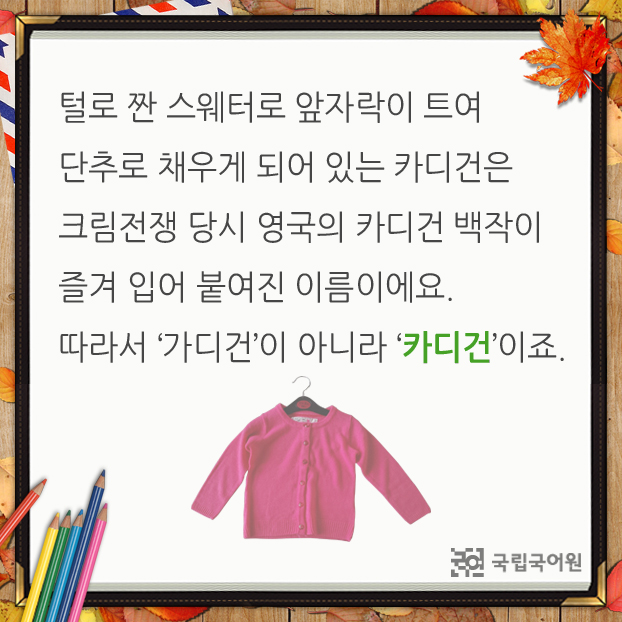 털로 짠 스웨터로 앞자락이 트여
단추로 채우게 되어 있는 카디건은
크림전쟁 당시 영국의 카디건 백작이
즐겨 입어 붙여진 이름이에요.
따라서 ‘가디건’이 아니라 ‘카디건’이죠.
국립국어원